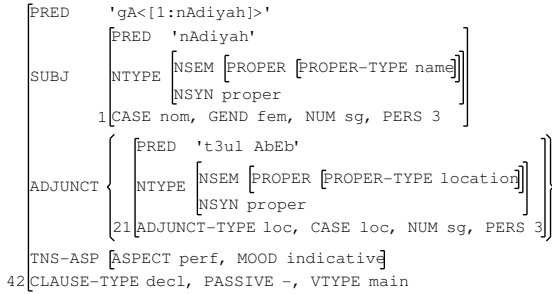 PRED 'gA<[1:nAdiyah]>'
PRED 'nAdiyah'
SUBJ NTYPE NSEM [PROPER [PROPER-TYPE name]]
NSYN proper
1 CASE nom, GEND fem, NUM sg, PERS 3
PRED 't3ul AbEb'
ADJUNCT NTYPE NSEM [PROPER [PROPER-TYPE location]]
NSYN proper
21 ADJUNCT-TYPE loc, CASE loc, NUM sg, PERS 3
TNS-ASP [ASPECT perf, MOOD indicative]
42 CLAUSE-TYPE decl, PASSIVE -, VTYPE main